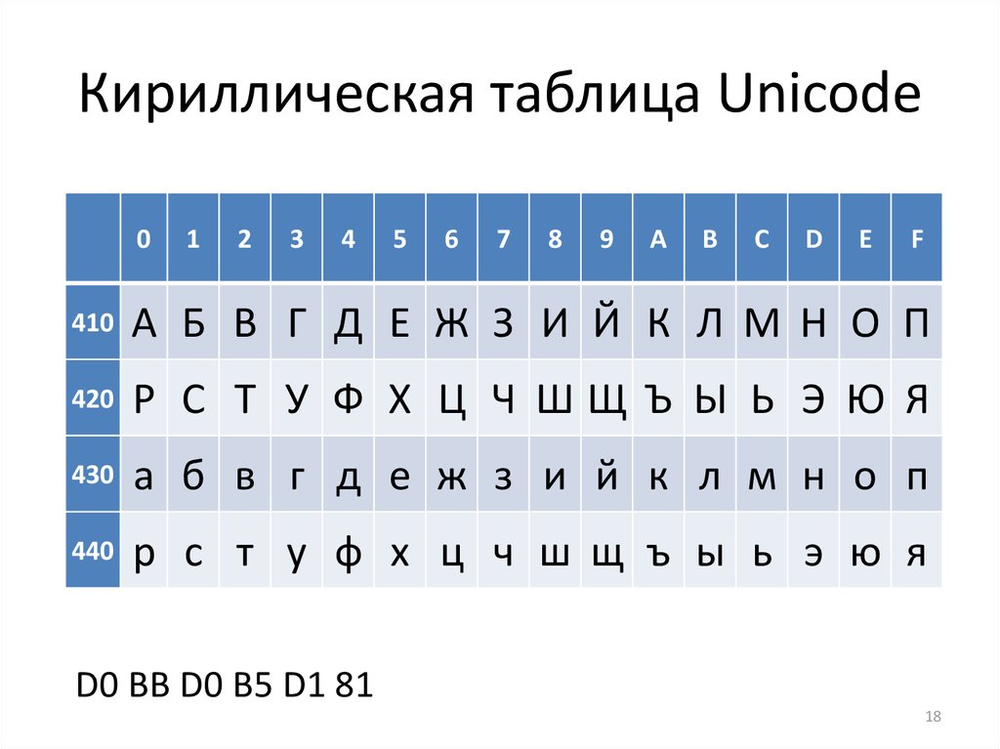 Кириллическая таблица Unicode
0 1 2 3 4 5 6 7 8 9 A B C D E F
410 А Б В Г Д Е Ж З И Й К Л М Н О П
420 Р С Т У Ф Х Ц Ч Ш Щ Ъ Ы Ь Э Ю Я
430 а б в г д е ж з и й к л м н о п
440 р с т у ф х ц ч ш щ ъ ы ь э ю я
D0 BB D0 B5 D1 81
18